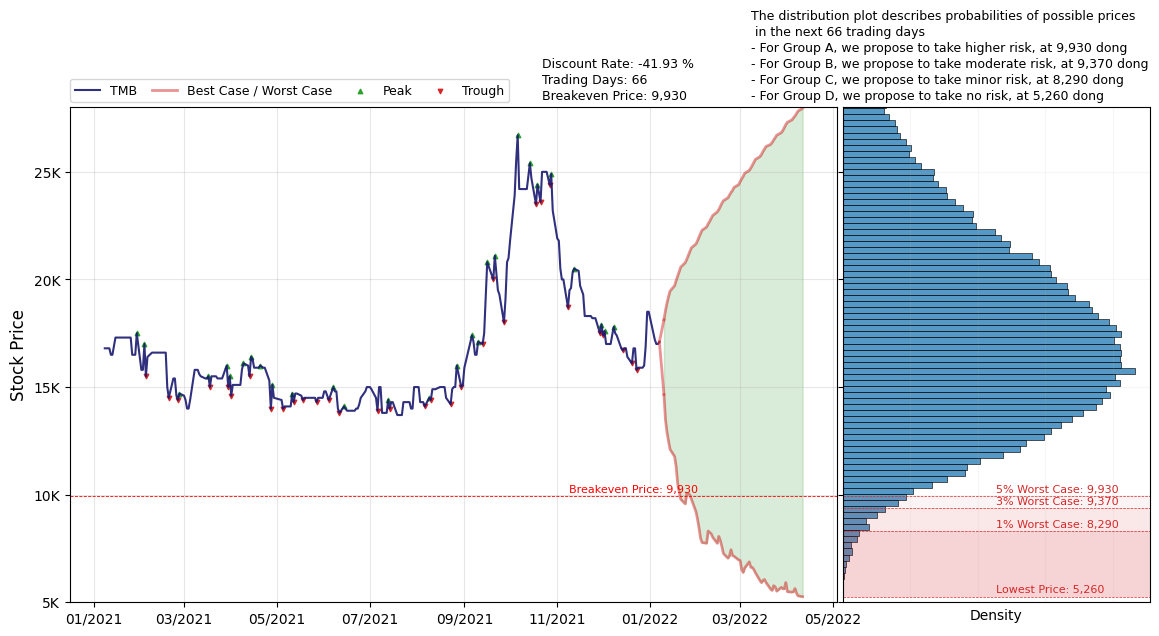 The distribution plot describes probabilities of possible prices
in the next 66 trading days
- For Group A, we propose to take higher risk, at 9,930 dong
- For Group B, we propose to take moderate risk, at 9,370 dong
- For Group C, we propose to take minor risk, at 8,290 dong
- For Group D, we propose to take no risk, at 5,260 dong
Discount Rate: -41.93 %
Trading Days: 66
Breakeven Price: 9,930
TMB Best Case / Worst Case Peak Trough
Stock Price
25K
20K
15K
10K
5K
Breakeven Price: 9,930
5% Worst Case: 9,930
3% Worst Case: 9,370
1% Worst Case: 8,290
Lowest Price: 5,260
01/2021 03/2021 05/2021 07/2021 09/2021 11/2021 01/2022 03/2022 05/2022
Density